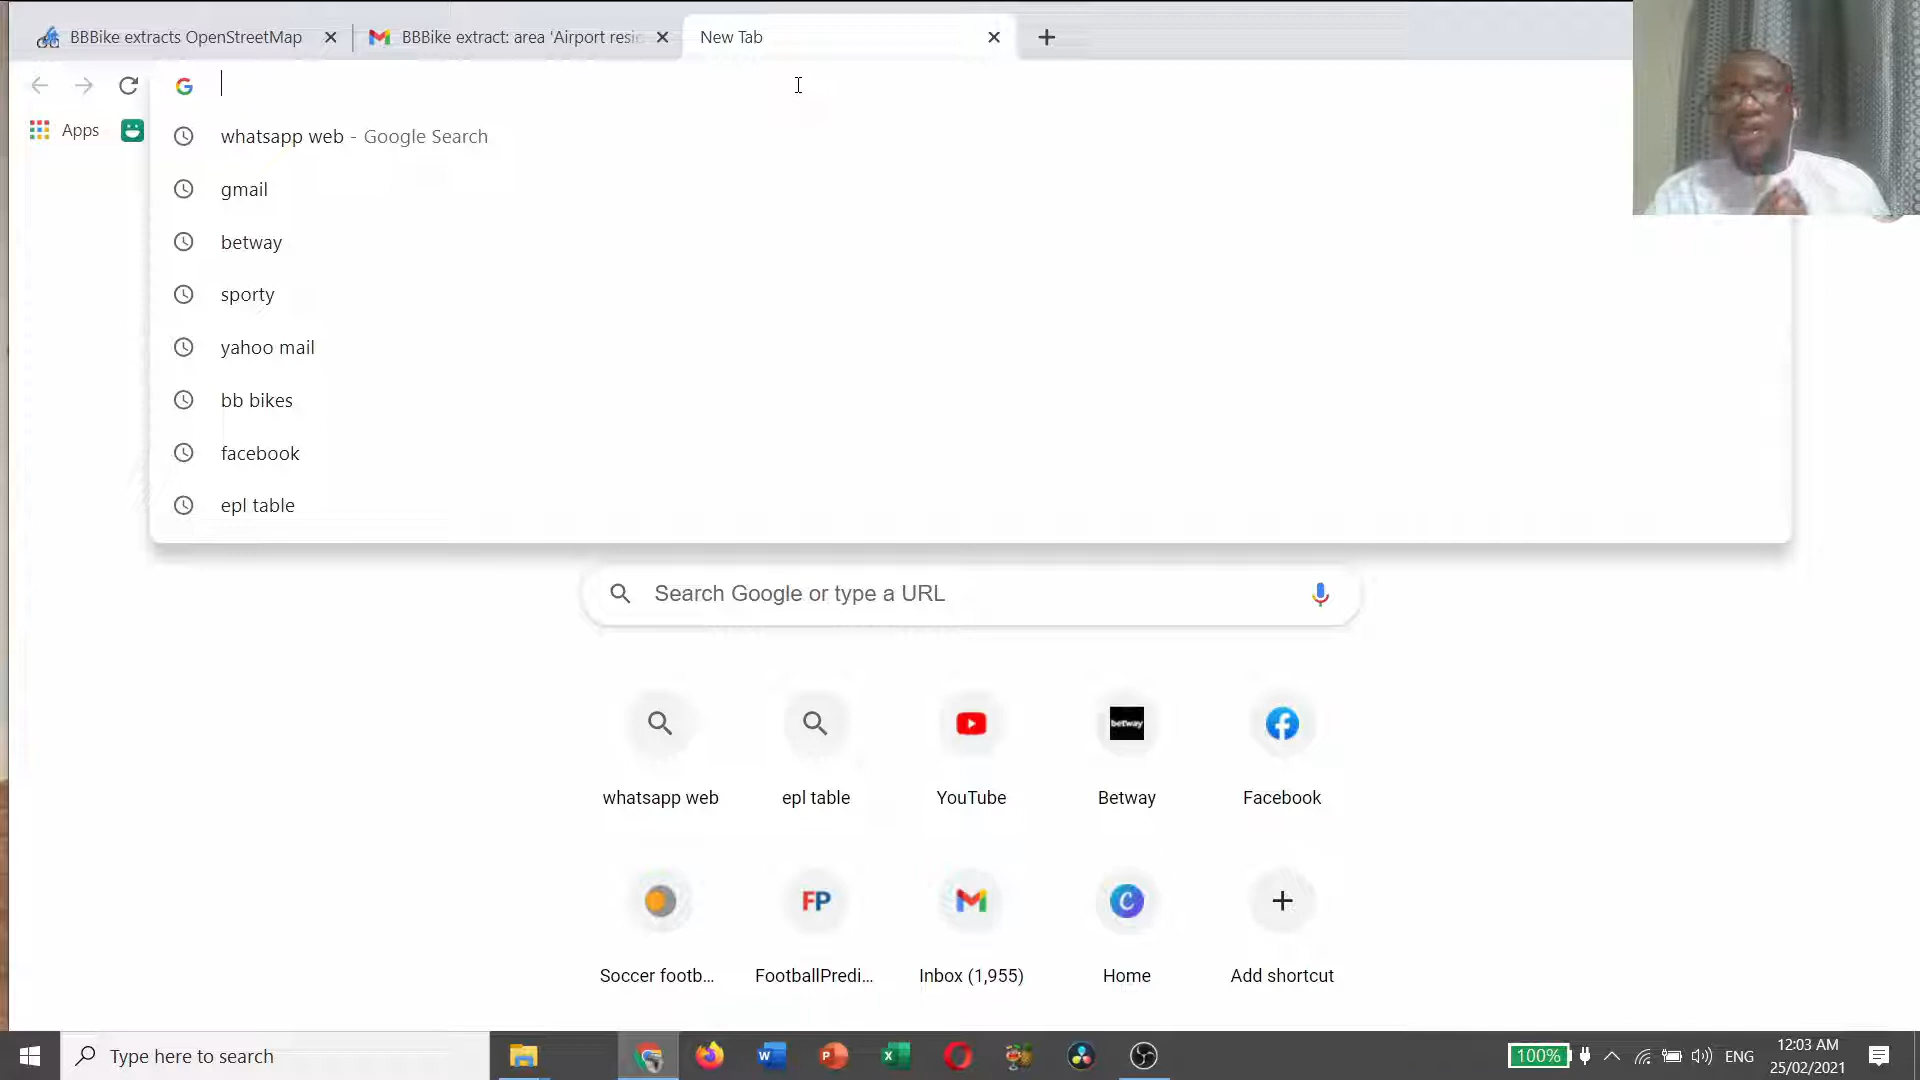 BBBike extracts OpenStreetMap
BBBike extract: area 'Airport resi
New Tab
Apps
whatsapp web - Google Search
gmail
betway
sporty
yahoo mail
bb bikes
facebook
epl table
Search Google or type a URL
betway
whatsapp web
epl table
YouTube
Betway
Facebook
FP
Soccer footb...
FootballPredi...
Inbox (1,955)
Home
Add shortcut
Type here to search
100%
ENG
12:03 AM
25/02/2021